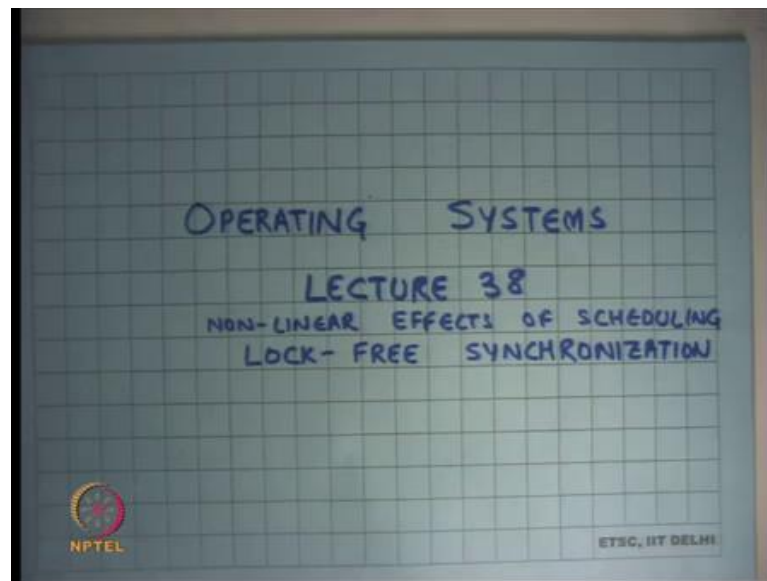 OPERATING SYSTEMS
LECTURE 38
NON-LINEAR EFFECTS OF SCHEDULING
LOCK-FREE SYNCHRONIZATION
NPTEL
ETSC, IIT DELHI